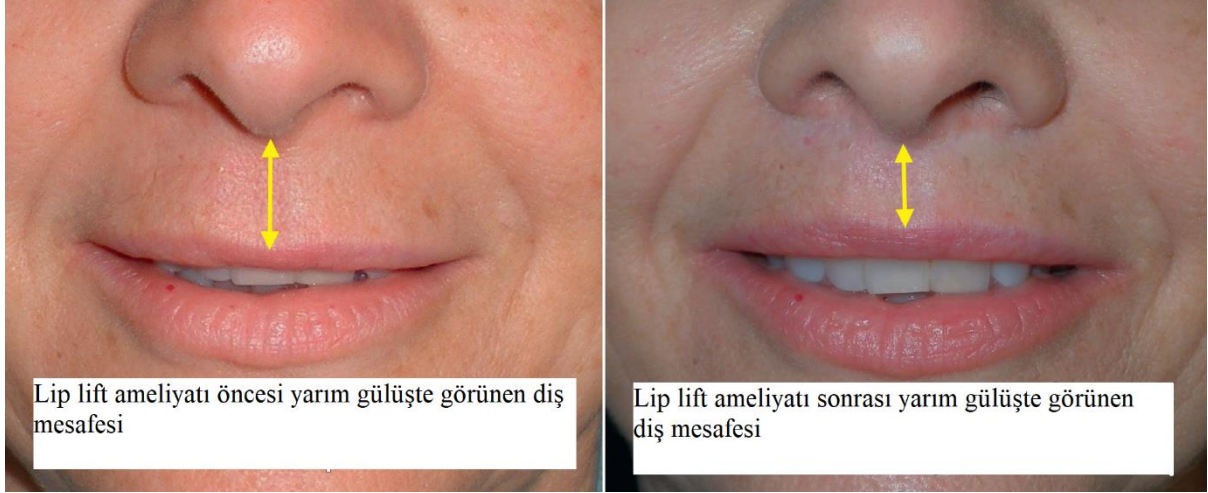 Lip lift ameliyatı öncesi yarım gülüşte görünen diş
mesafesi
Lip lift ameliyatı sonrası yarım gülüşte görünen
diş mesafesi